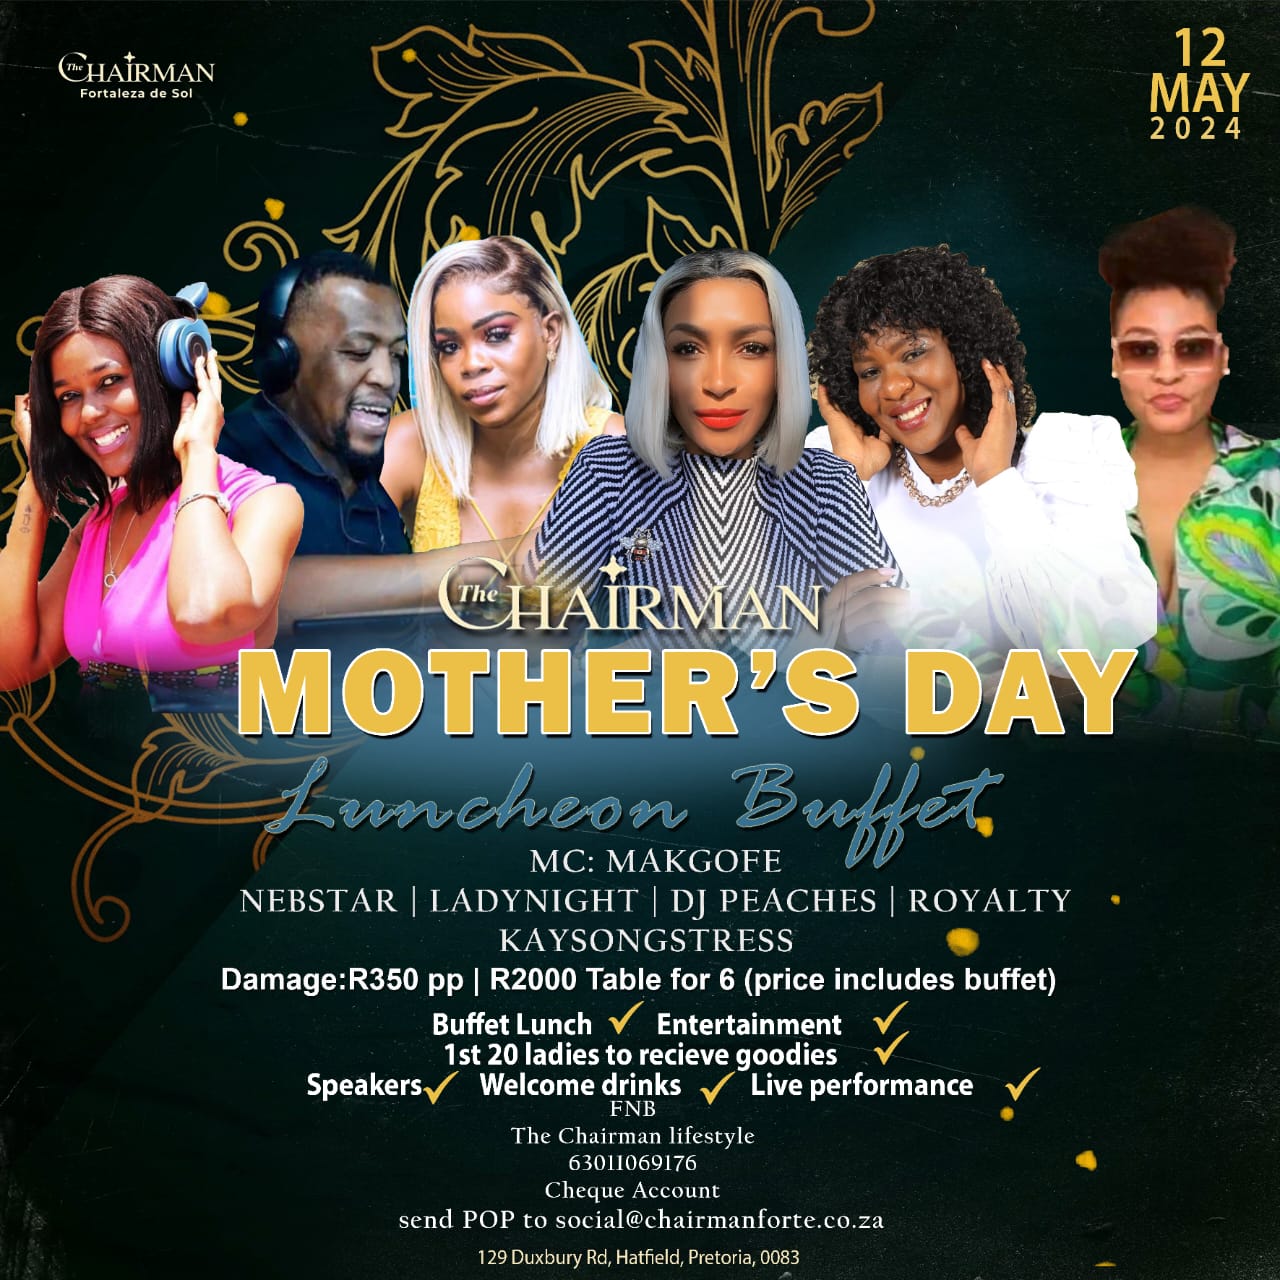 The CHAIRMAN
Fortaleza de Sol
12
MAY
2024
The CHAIRMAN
MOTHER'S DAY
Luncheon Buffet
MC: MAKGOFE
NEBSTAR | LADYNIGHT | DJ PEACHES | ROYALTY
KAYSONGSTRESS
Damage:R350 pp | R2000 Table for 6 (price includes buffet)
Buffet Lunch ✓ Entertainment ✓
1st 20 ladies to recieve goodies ✓
Speakers ✓ Welcome drinks ✓ Live performance ✓
FNB
The Chairman lifestyle
63011069176
Cheque Account
send POP to social@chairmanforte.co.za
129 Duxbury Rd, Hatfield, Pretoria, 0083